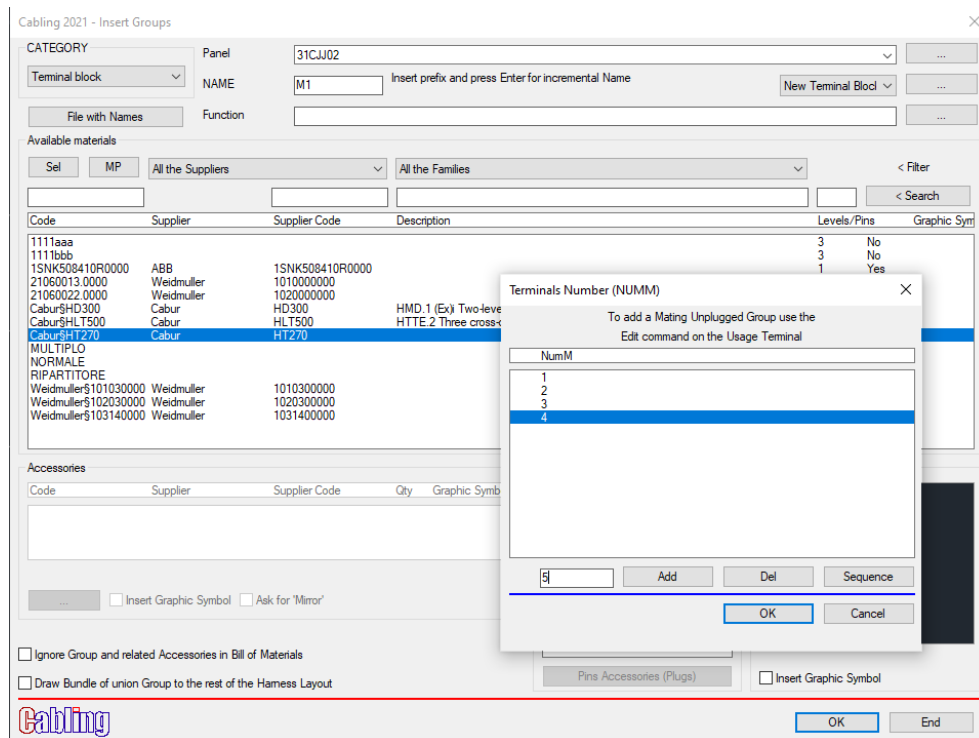 Cabling 2021 - Insert Groups
CATEGORY
Terminal block
File with Names
Panel
31CJJ02
...
NAME
M1
Insert prefix and press Enter for incremental Name
New Terminal Blocl
...
Function
...
Available materials
Sel MP All the Suppliers All the Families < Filter
< Search
Code Supplier Supplier Code Description Levels/Pins Graphic Sym
1111aaa 3 No
1111bbb 3 No
1SNK508410R0000 ABB 1SNK508410R0000 1 Yes
21060013.0000 Weidmuller 1010000000
21060022.0000 Weidmuller 1020000000
Cabur§HD300 Cabur HD300 HMD.1 (Ex)i Two-leve
Cabur§HLT500 Cabur HLT500 HTTE.2 Three cross-c
Cabur§HT270 Cabur HT270
MULTIPLO
NORMALE
RIPARTITORE
Weidmuller§101030000 Weidmuller 1010300000
Weidmuller§102030000 Weidmuller 1020300000
Weidmuller§103140000 Weidmuller 1031400000
Terminals Number (NUMM)
To add a Mating Unplugged Group use the
Edit command on the Usage Terminal
NumM
1
2
3
4
5 Add Del Sequence
OK Cancel
Accessories
Code Supplier Supplier Code Qty Graphic Symb
... Insert Graphic Symbol Ask for 'Mirror'
Ignore Group and related Accessories in Bill of Materials
Draw Bundle of union Group to the rest of the Harness Layout
Pins Accessories (Plugs) Insert Graphic Symbol
Cabling
OK End